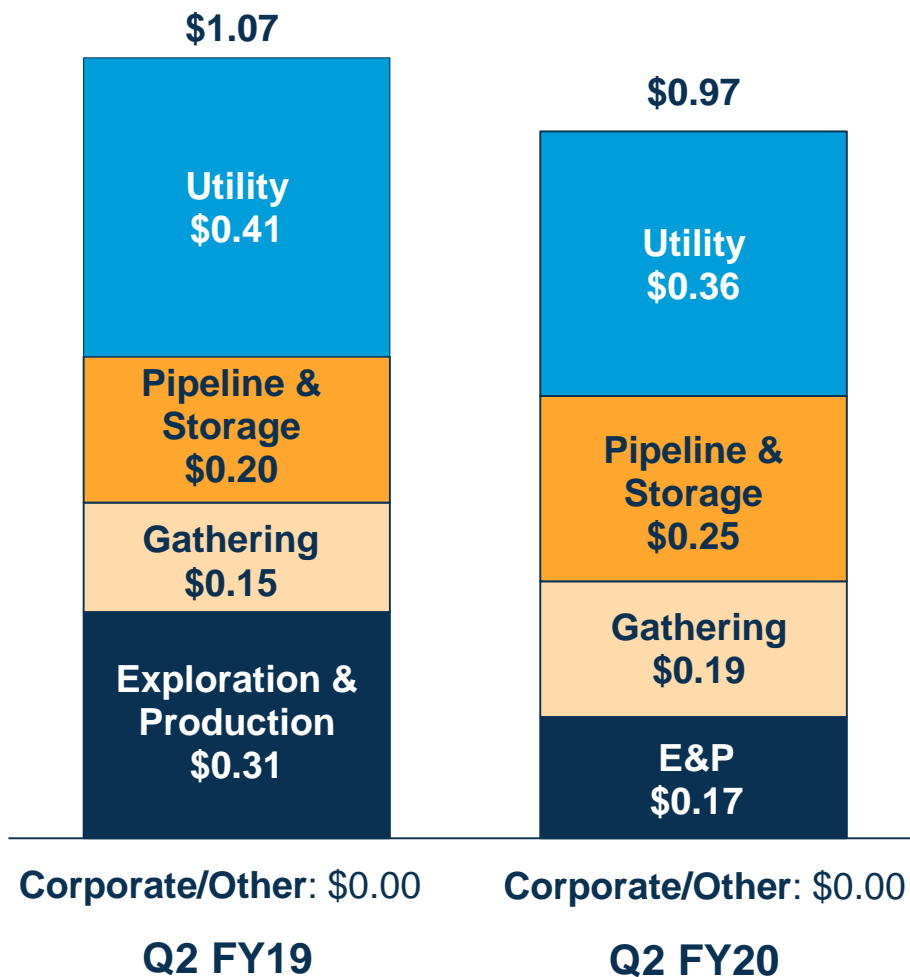 $1.07
Utility
$0.41
Pipeline &
Storage
$0.20
Gathering
$0.15
Exploration &
Production
$0.31
Corporate/Other: $0.00
Q2 FY19
$0.97
Utility
$0.36
Pipeline &
Storage
$0.25
Gathering
$0.19
E&P
$0.17
Corporate/Other: $0.00
Q2 FY20